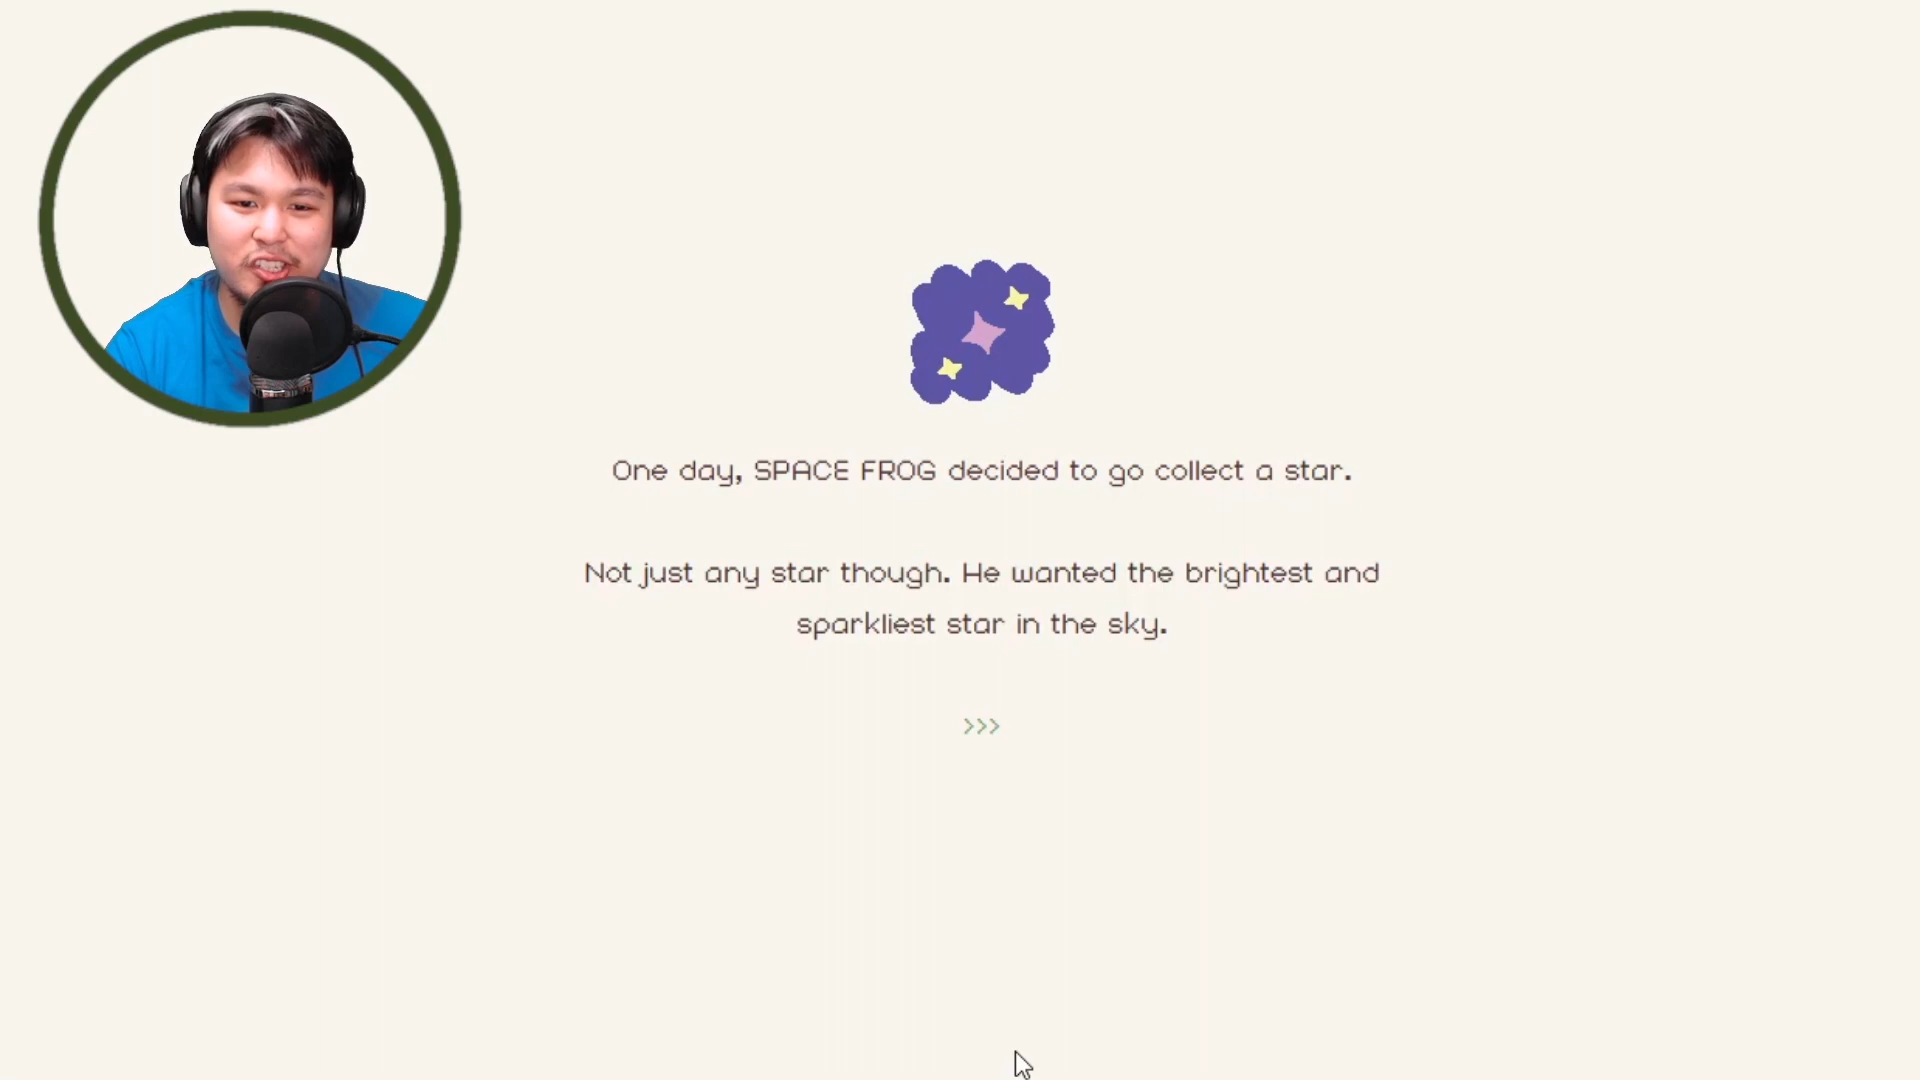 One day, SPACE FROG decided to go collect a star.
Not just any star though. He wanted the brightest and
sparkliest star in the sky.
>>>